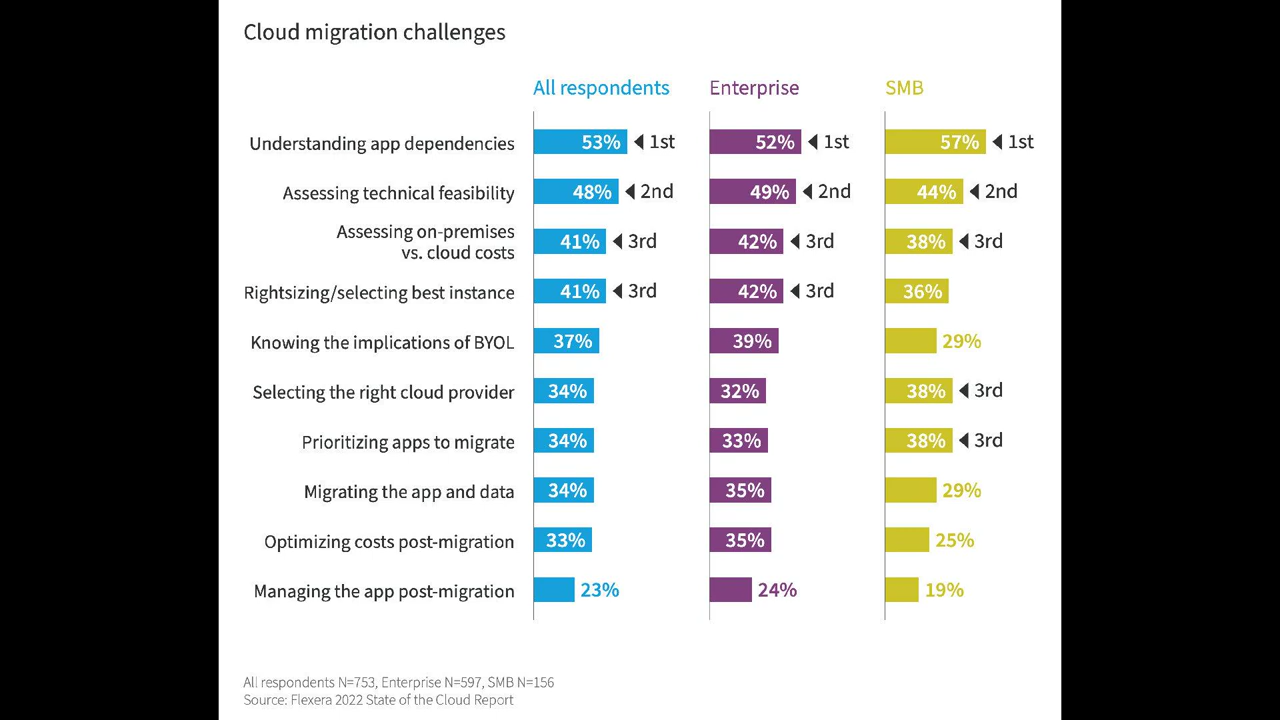 Cloud migration challenges
All respondents Enterprise SMB
Understanding app dependencies 53% 1st 52% 1st 57% 1st
Assessing technical feasibility 48% 2nd 49% 2nd 44% 2nd
Assessing on-premises
vs. cloud costs 41% 3rd 42% 3rd 38% 3rd
Rightsizing/selecting best instance 41% 3rd 42% 3rd 36%
Knowing the implications of BYOL 37% 39% 29%
Selecting the right cloud provider 34% 32% 38% 3rd
Prioritizing apps to migrate 34% 33% 38% 3rd
Migrating the app and data 34% 35% 29%
Optimizing costs post-migration 33% 35% 25%
Managing the app post-migration 23% 24% 19%
All respondents N=753, Enterprise N=597, SMB N=156
Source: Flexera 2022 State of the Cloud Report